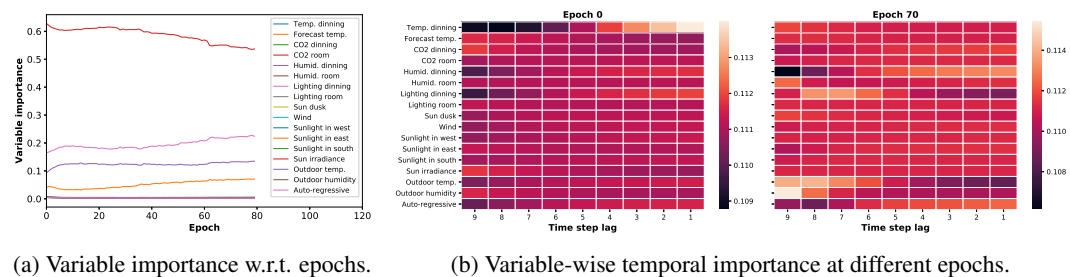 Epoch 0
Epoch 70
0.6
0.5
0.4
0.3
0.2
0.1
0.0
Variable importance
0 20 40 60 80 100 120
Epoch
Temp. dinning
Forecast temp.
CO2 dinning
CO2 room
Humid. dinning
Humid. room
Lighting dinning
Lighting room
Sun dusk
Wind
Sunlight in west
Sunlight in east
Sunlight in south
Sun irradiance
Outdoor temp.
Outdoor humidity
Auto-regressive
Temp. dinning
Forecast temp.
CO2 dinning
CO2 room
Humid. dinning
Humid. room
Lighting dinning
Lighting room
Sun dusk
Wind
Sunlight in west
Sunlight in east
Sunlight in south
Sun irradiance
Outdoor temp.
Outdoor humidity
Auto-regressive
9 8 7 6 5 4 3 2 1
Time step lag
0.113
0.112
0.111
0.110
0.109
9 8 7 6 5 4 3 2 1
Time step lag
0.114
0.112
0.110
0.108
(a) Variable importance w.r.t. epochs.
(b) Variable-wise temporal importance at different epochs.